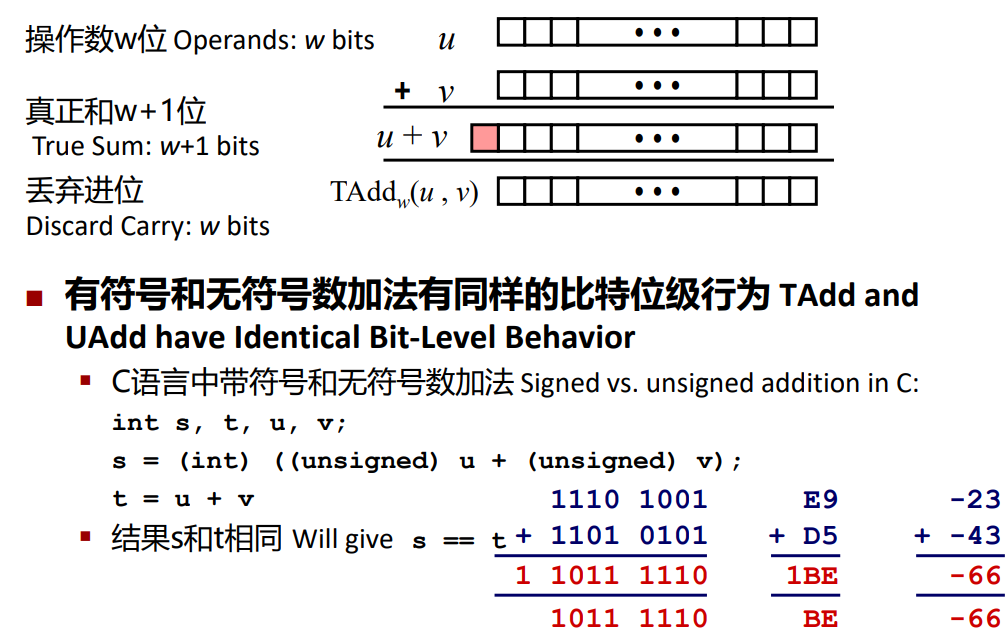 操作数w位 Operands: w bits u
+ v
真正和w+1位
True Sum: w+1 bits u + v
丢弃进位 TAddw(u , v)
Discard Carry: w bits
有符号和无符号数加法有同样的比特位级行为 TAdd and
UAdd have Identical Bit-Level Behavior
C语言中带符号和无符号数加法 Signed vs. unsigned addition in C:
int s, t, u, v;
s = (int) ((unsigned) u + (unsigned) v);
t = u + v 1110 1001 E9 -23
结果s和t相同 Will give s == t + 1101 0101 + D5 + -43
1 1011 1110 1BE -66
1011 1110 BE -66